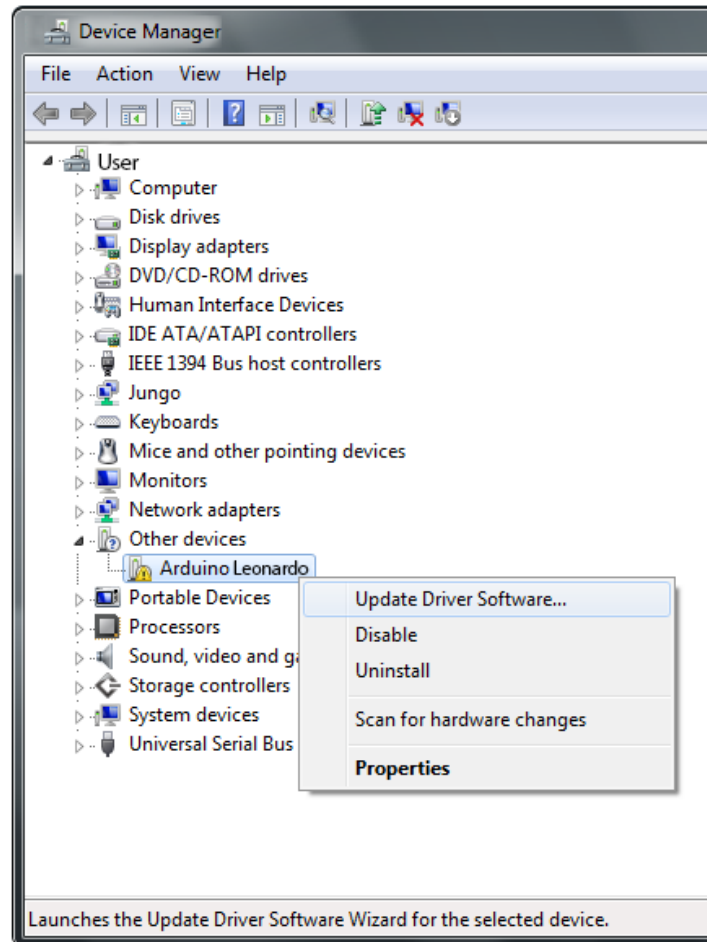 Device Manager
File Action View Help
User
Computer
Disk drives
Display adapters
DVD/CD-ROM drives
Human Interface Devices
IDE ATA/ATAPI controllers
IEEE 1394 Bus host controllers
Jungo
Keyboards
Mice and other pointing devices
Monitors
Network adapters
Other devices
Arduino Leonardo
Portable Devices
Update Driver Software...
Processors
Disable
Sound, video and ga
Uninstall
Storage controllers
System devices
Scan for hardware changes
Universal Serial Bus
Properties
Launches the Update Driver Software Wizard for the selected device.